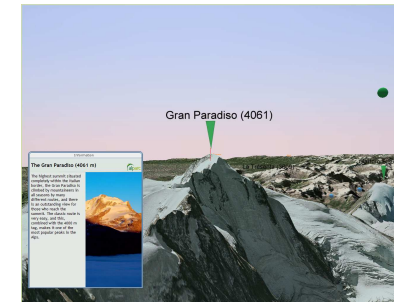 Gran Paradiso (4061)
Information
The Gran Paradiso (4061 m)
The highest summit situated
completely within the Italian
border, the Gran Paradiso is
climbed by mountaineers in
all seasons by many
different routes, and there
is an outstanding view for
those who reach the
summit. The classic route is
very easy, and this,
combined with the 4000 m
tag, makes it one of the
most popular peaks in the
Alps.